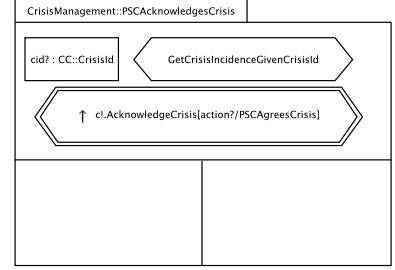 CrisisManagement::PSCAcknowledgesCrisis
cid? : CC::CrisisId
GetCrisisIncidenceGivenCrisisId
↑ c!.AcknowledgeCrisis[action?/PSCAgreesCrisis]